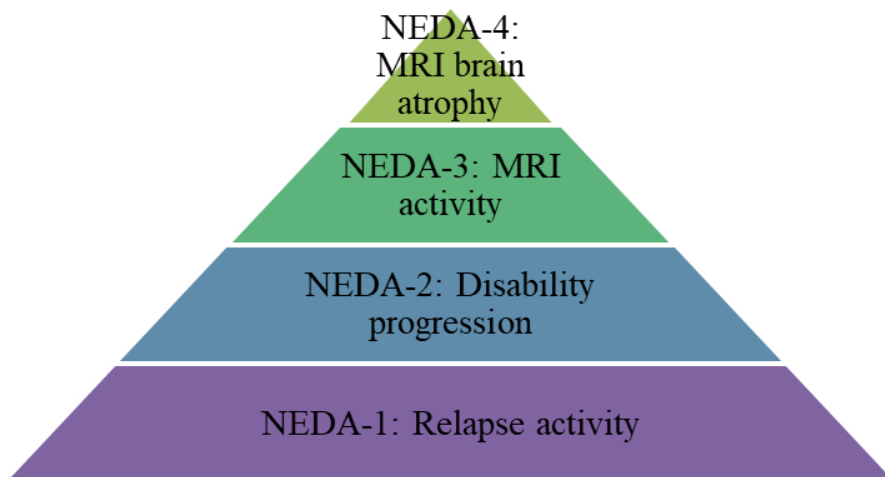 NEDA-4:
MRI brain
atrophy
NEDA-3: MRI
activity
NEDA-2: Disability
progression
NEDA-1: Relapse activity